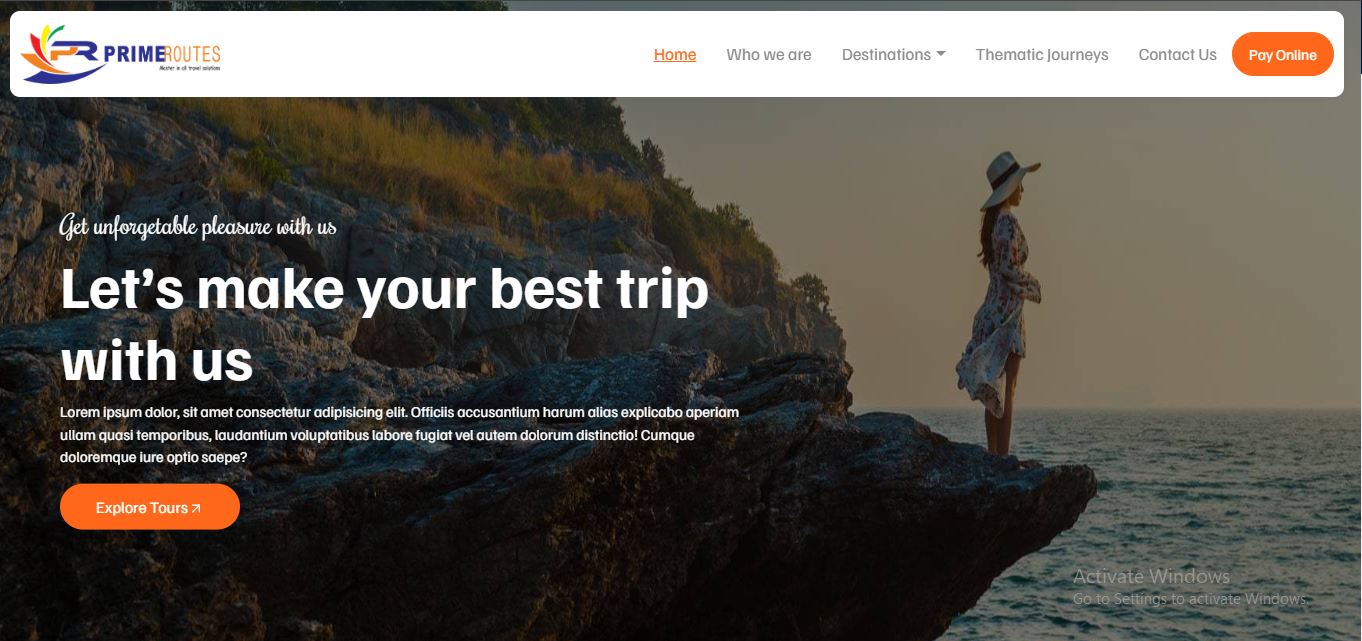 PR PRIMEROUTES
Master in all travel solutions
Home Who we are Destinations Thematic Journeys Contact Us Pay Online
Get unforgetable pleasure with us
Let’s make your best trip
with us
Lorem ipsum dolor, sit amet consectetur adipisicing elit. Officiis accusantium harum alias explicabo aperiam
ullam quasi temporibus, laudantium voluptatibus labore fugiat vel autem dolorum distinctio! Cumque
doloremque iure optio saepe?
Explore Tours
Activate Windows
Go to Settings to activate Windows.